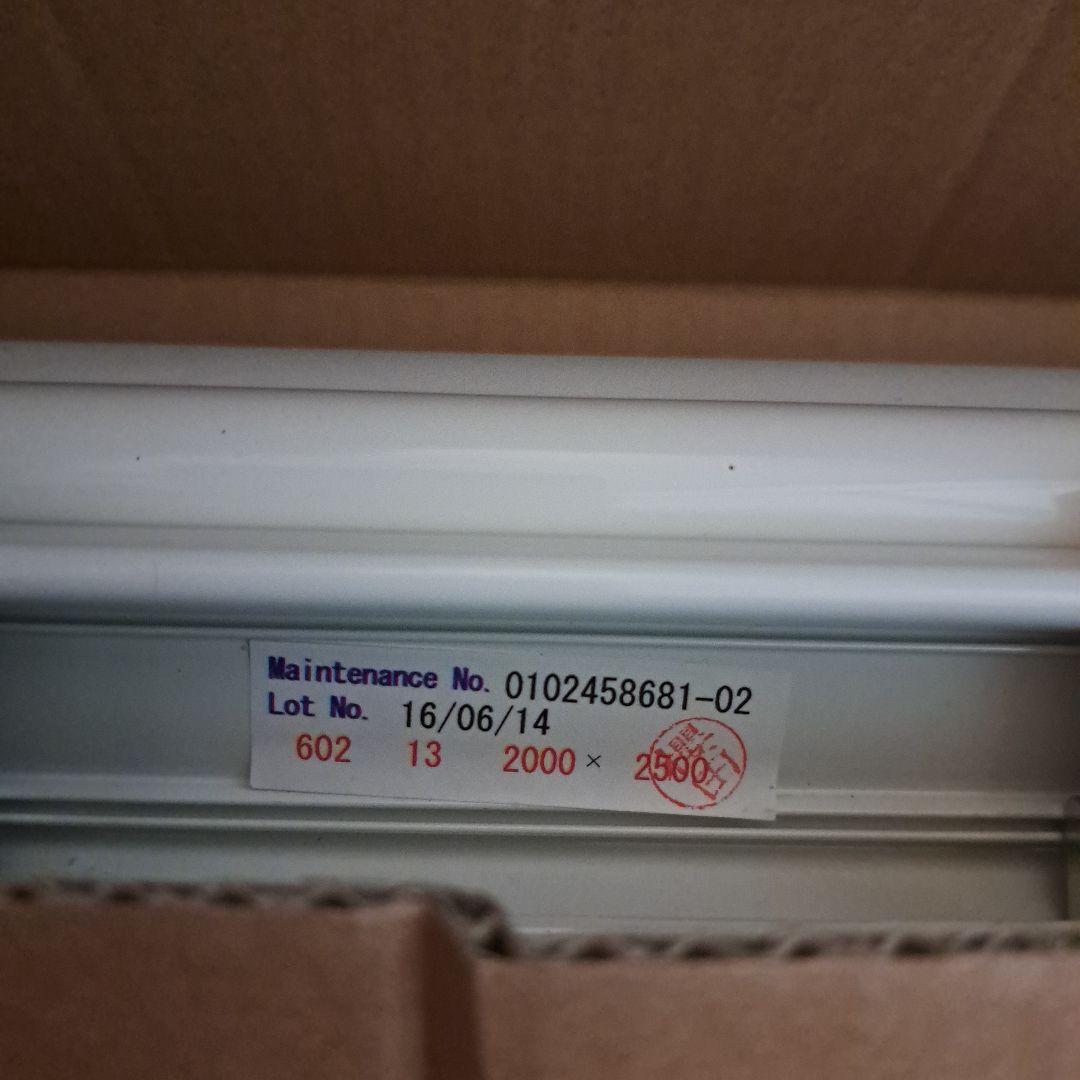 Maintenance No. 0102458681-02
Lot No. 16/06/14
602 13 2000 × 2500